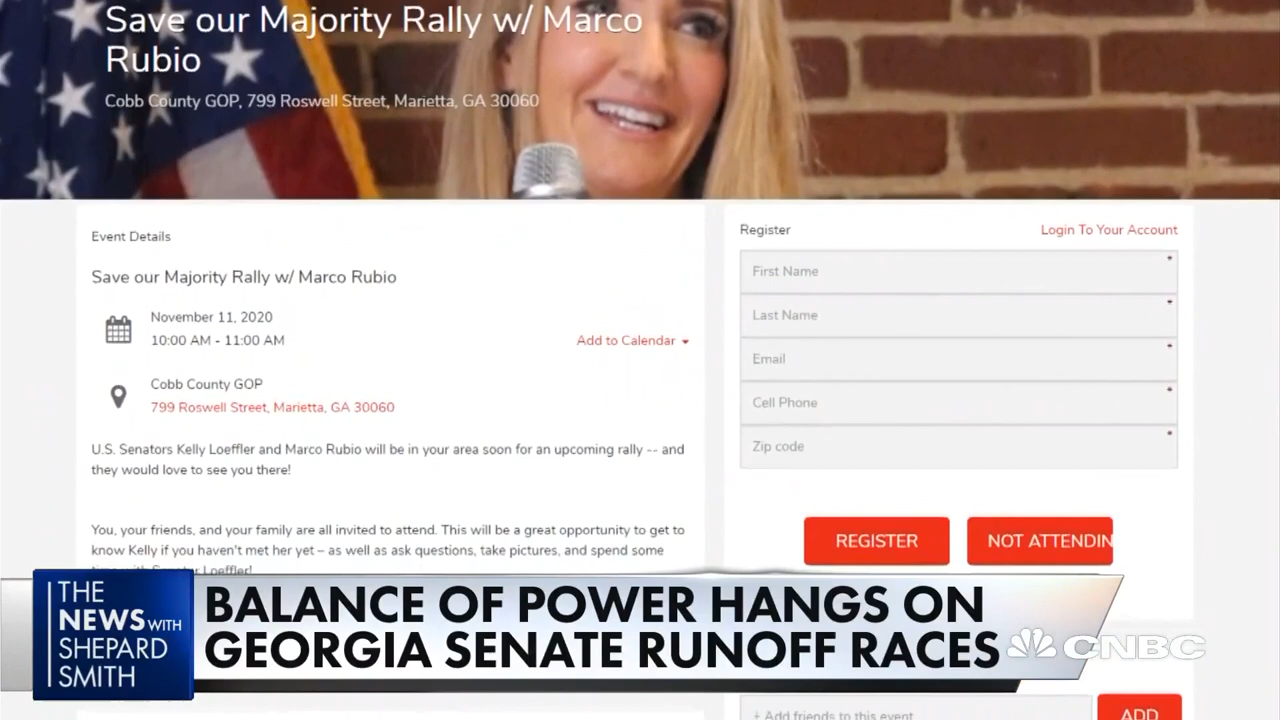 Save our Majority Rally w/ Marco
Rubio
Cobb County GOP, 799 Roswell Street, Marietta, GA 30060
Event Details
Save our Majority Rally w/ Marco Rubio
November 11, 2020
10:00 AM - 11:00 AM
Add to Calendar
Cobb County GOP
799 Roswell Street, Marietta, GA 30060
U.S. Senators Kelly Loeffler and Marco Rubio will be in your area soon for an upcoming rally -- and
they would love to see you there!
You, your friends, and your family are all invited to attend. This will be a great opportunity to get to
know Kelly if you haven't met her yet – as well as ask questions, take pictures, and spend some
time with Senator Loeffler!
Register
Login To Your Account
First Name *
Last Name *
Email *
Cell Phone *
Zip code *
REGISTER
NOT ATTENDIN
THE
NEWS WITH
SHEPARD
SMITH
BALANCE OF POWER HANGS ON
GEORGIA SENATE RUNOFF RACES
CNBC
+ Add friends to this event
ADD